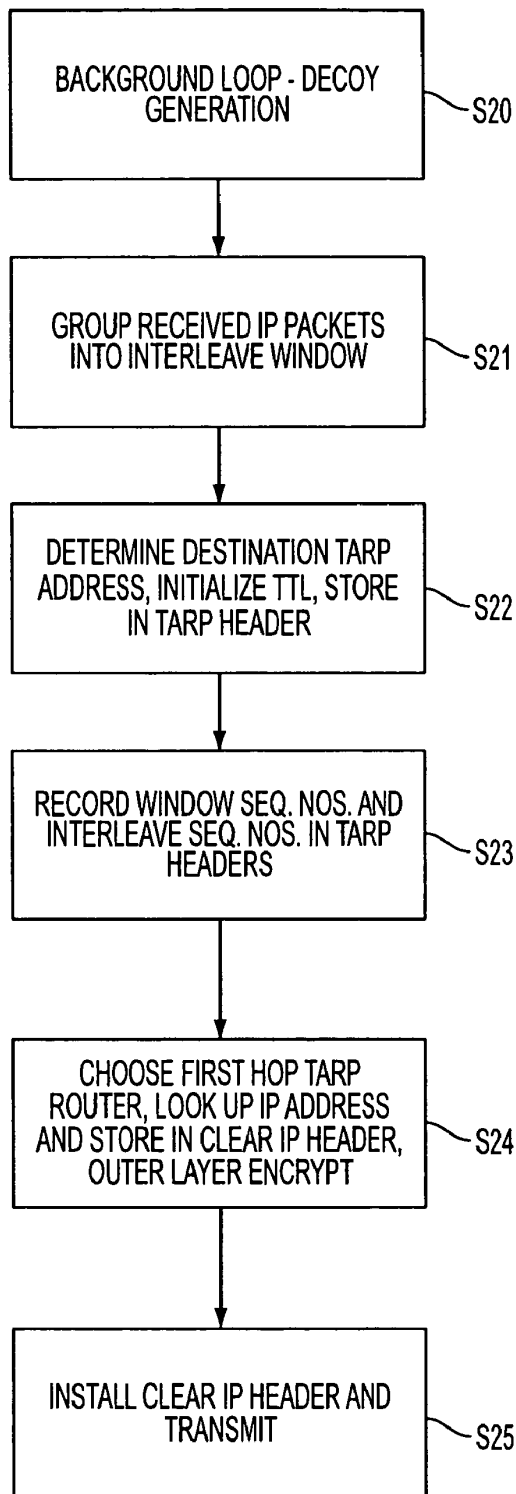 BACKGROUND LOOP - DECOY
GENERATION
S20
GROUP RECEIVED IP PACKETS
INTO INTERLEAVE WINDOW
S21
DETERMINE DESTINATION TARP
ADDRESS, INITIALIZE TTL, STORE
IN TARP HEADER
S22
RECORD WINDOW SEQ. NOS. AND
INTERLEAVE SEQ. NOS. IN TARP
HEADERS
S23
CHOOSE FIRST HOP TARP
ROUTER, LOOK UP IP ADDRESS
AND STORE IN CLEAR IP HEADER,
OUTER LAYER ENCRYPT
S24
INSTALL CLEAR IP HEADER AND
TRANSMIT
S25